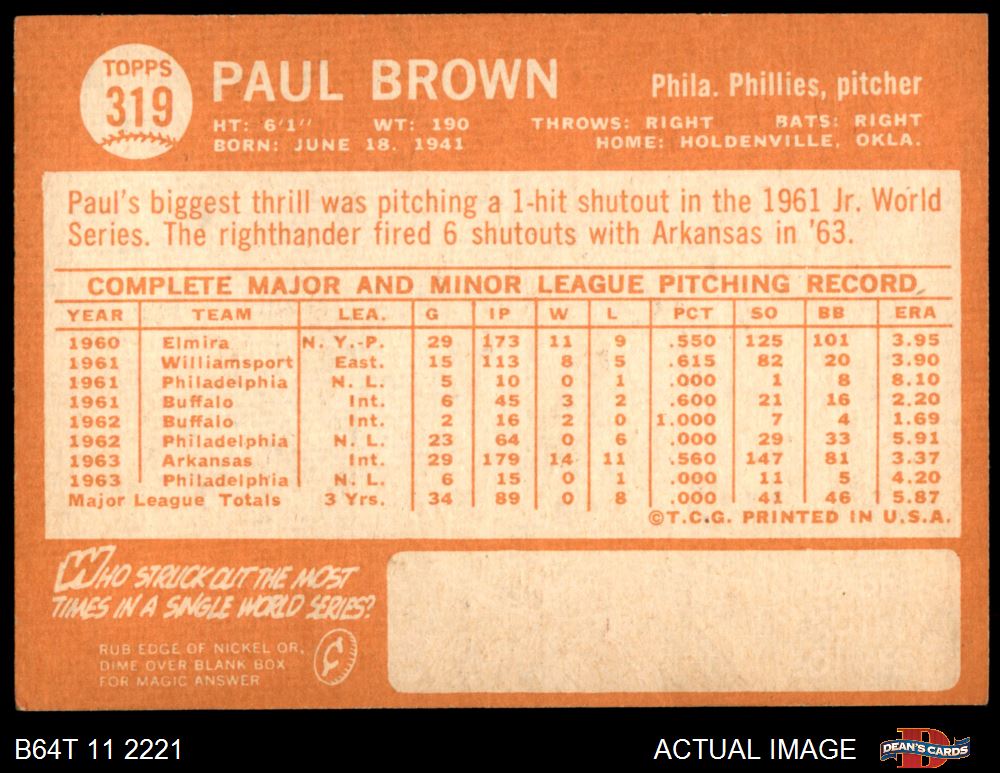 TOPPS
319
PAUL BROWN
Phila. Phillies, pitcher
HT: 6'1" WT: 190 THROWS: RIGHT BATS: RIGHT
BORN: JUNE 18, 1941 HOME: HOLDENVILLE, OKLA.
Paul's biggest thrill was pitching a 1-hit shutout in the 1961 Jr. World
Series. The righthander fired 6 shutouts with Arkansas in '63.
COMPLETE MAJOR AND MINOR LEAGUE PITCHING RECORD
YEAR TEAM LEA. G IP W L PCT SO BB ERA
1960 Elmira N. Y.-P. 29 173 11 9 .550 125 101 3.95
1961 Williamsport East. 15 113 8 5 .615 82 20 3.90
1961 Philadelphia N. L. 5 10 0 1 .000 1 8 8.10
1961 Buffalo Int. 6 45 3 2 .600 21 16 2.20
1962 Buffalo Int. 2 16 2 0 1.000 7 4 1.69
1962 Philadelphia N. L. 23 64 0 6 .000 29 33 5.91
1963 Arkansas Int. 29 179 14 11 .560 147 81 3.37
1963 Philadelphia N. L. 6 15 0 1 .000 11 5 4.20
Major League Totals 3 Yrs. 34 89 0 8 .000 41 46 5.87
©T.C.G. PRINTED IN U.S.A.
WHO STRUCK OUT THE MOST
TIMES IN A SINGLE WORLD SERIES?
RUB EDGE OF NICKEL OR,
DIME OVER BLANK BOX
FOR MAGIC ANSWER
B64T 11 2221 ACTUAL IMAGE DEAN'S CARDS